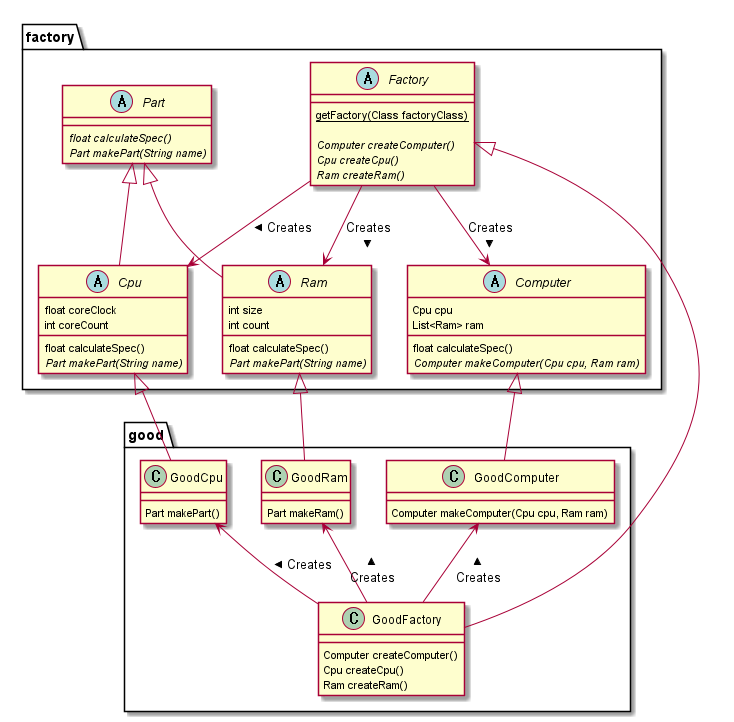 factory
A Part
float calculateSpec()
Part makePart(String name)
A Factory
getFactory(Class factoryClass)
Computer createComputer()
Cpu createCpu()
Ram createRam()
Creates
Creates
Creates
A Cpu
float coreClock
int coreCount
float calculateSpec()
Part makePart(String name)
A Ram
int size
int count
float calculateSpec()
Part makePart(String name)
A Computer
Cpu cpu
List<Ram> ram
float calculateSpec()
Computer makeComputer(Cpu cpu, Ram ram)
good
C GoodCpu
Part makePart()
C GoodRam
Part makeRam()
C GoodComputer
Computer makeComputer(Cpu cpu, Ram ram)
Creates
Creates
Creates
C GoodFactory
Computer createComputer()
Cpu createCpu()
Ram createRam()